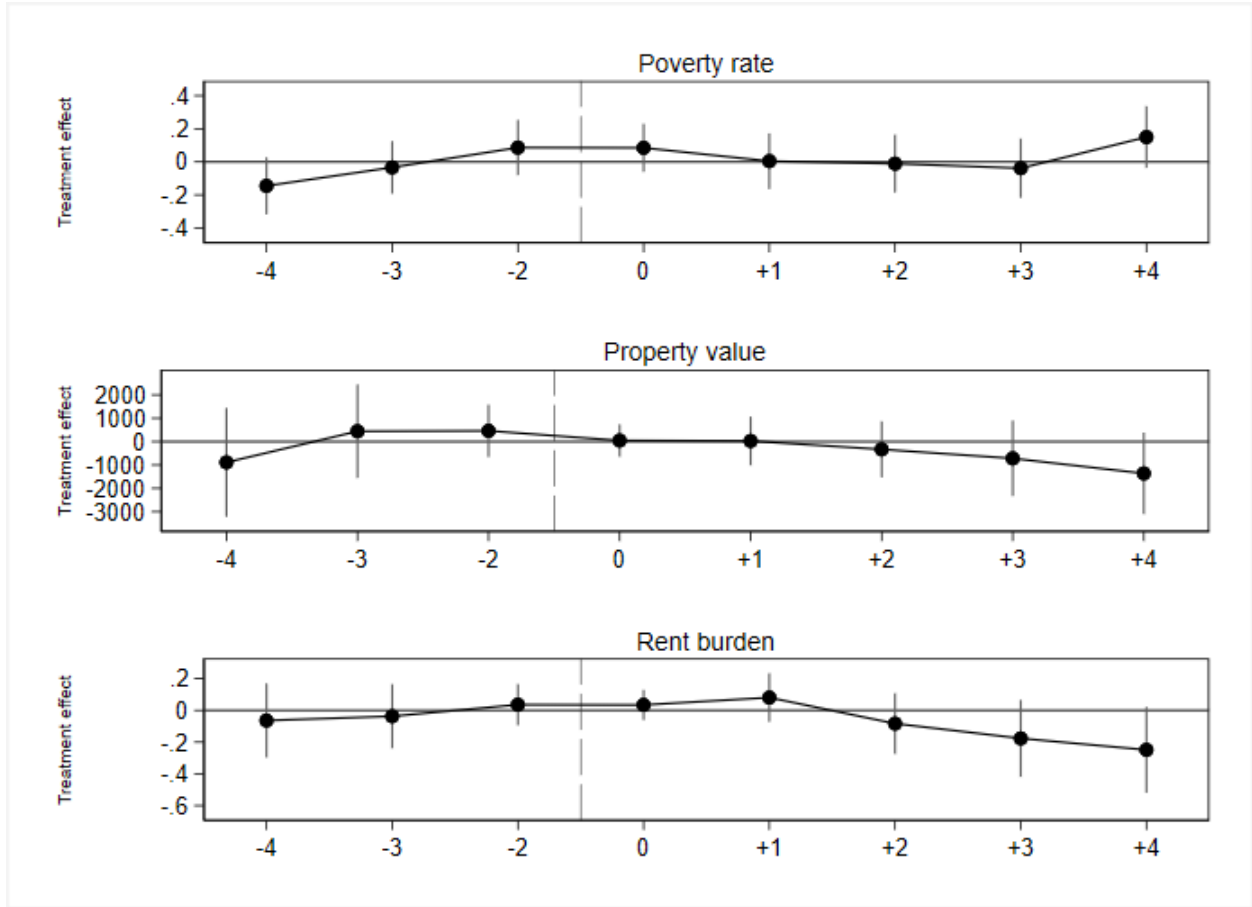 Poverty rate
Treatment effect
.4
.2
0
-.2
-.4
-4 -3 -2 0 +1 +2 +3 +4
Property value
Treatment effect
2000
1000
0
-1000
-2000
-3000
-4 -3 -2 0 +1 +2 +3 +4
Rent burden
Treatment effect
.2
0
-.2
-.4
-.6
-4 -3 -2 0 +1 +2 +3 +4